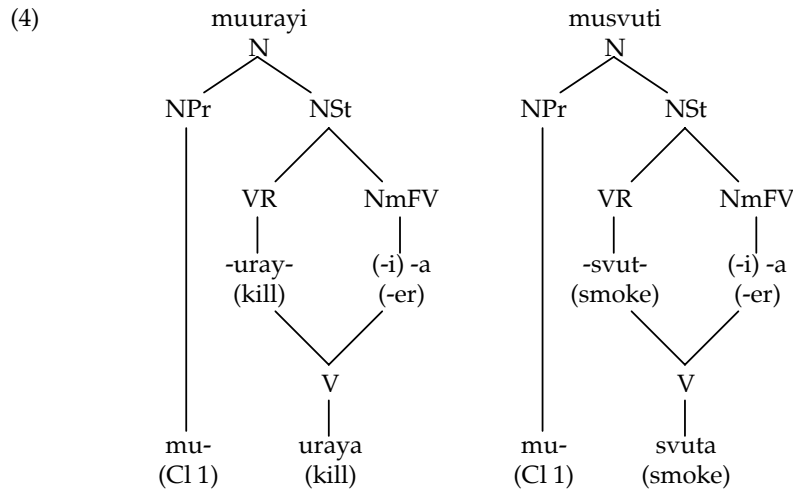 (4) muurayi musvuti
N N
NPr NSt NPr NSt
VR NmFV VR NmFV
-uray- (-i) -a -svut- (-i) -a
(kill) (-er) (smoke) (-er)
V V
mu- uraya mu- svuta
(Cl 1) (kill) (Cl 1) (smoke)